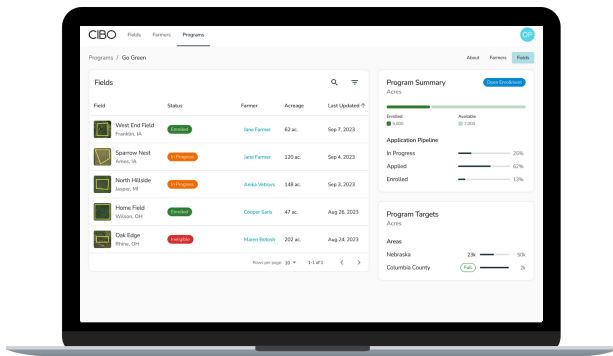 CIBO Fields Farmers Programs OP
Programs / Go Green About Farmers Fields
Fields
Field Status Farmer Acreage Last Updated ↑
West End Field
Franklin, IA
Enrolled Jane Farmer 62 ac. Sep 7, 2023
Sparrow Nest
Ames, IA
In Progress Jane Farmer 120 ac. Sep 4, 2023
North Hillside
Jasper, MI
In Progress Anika Vetrovs 148 ac. Sep 3, 2023
Home Field
Wilson, OH
Enrolled Cooper Saris 47 ac. Aug 26, 2023
Oak Edge
Rhine, OH
Ineligible Maren Botosh 202 ac. Aug 24, 2023
Rows per page: 10 1-1 of 1
Program Summary Open Enrollment
Acres
Enrolled Available
5,000 7,000
Application Pipeline
In Progress 25%
Applied 62%
Enrolled 13%
Program Targets
Acres
Areas
Nebraska 23k 50k
Columbia County Full 2k